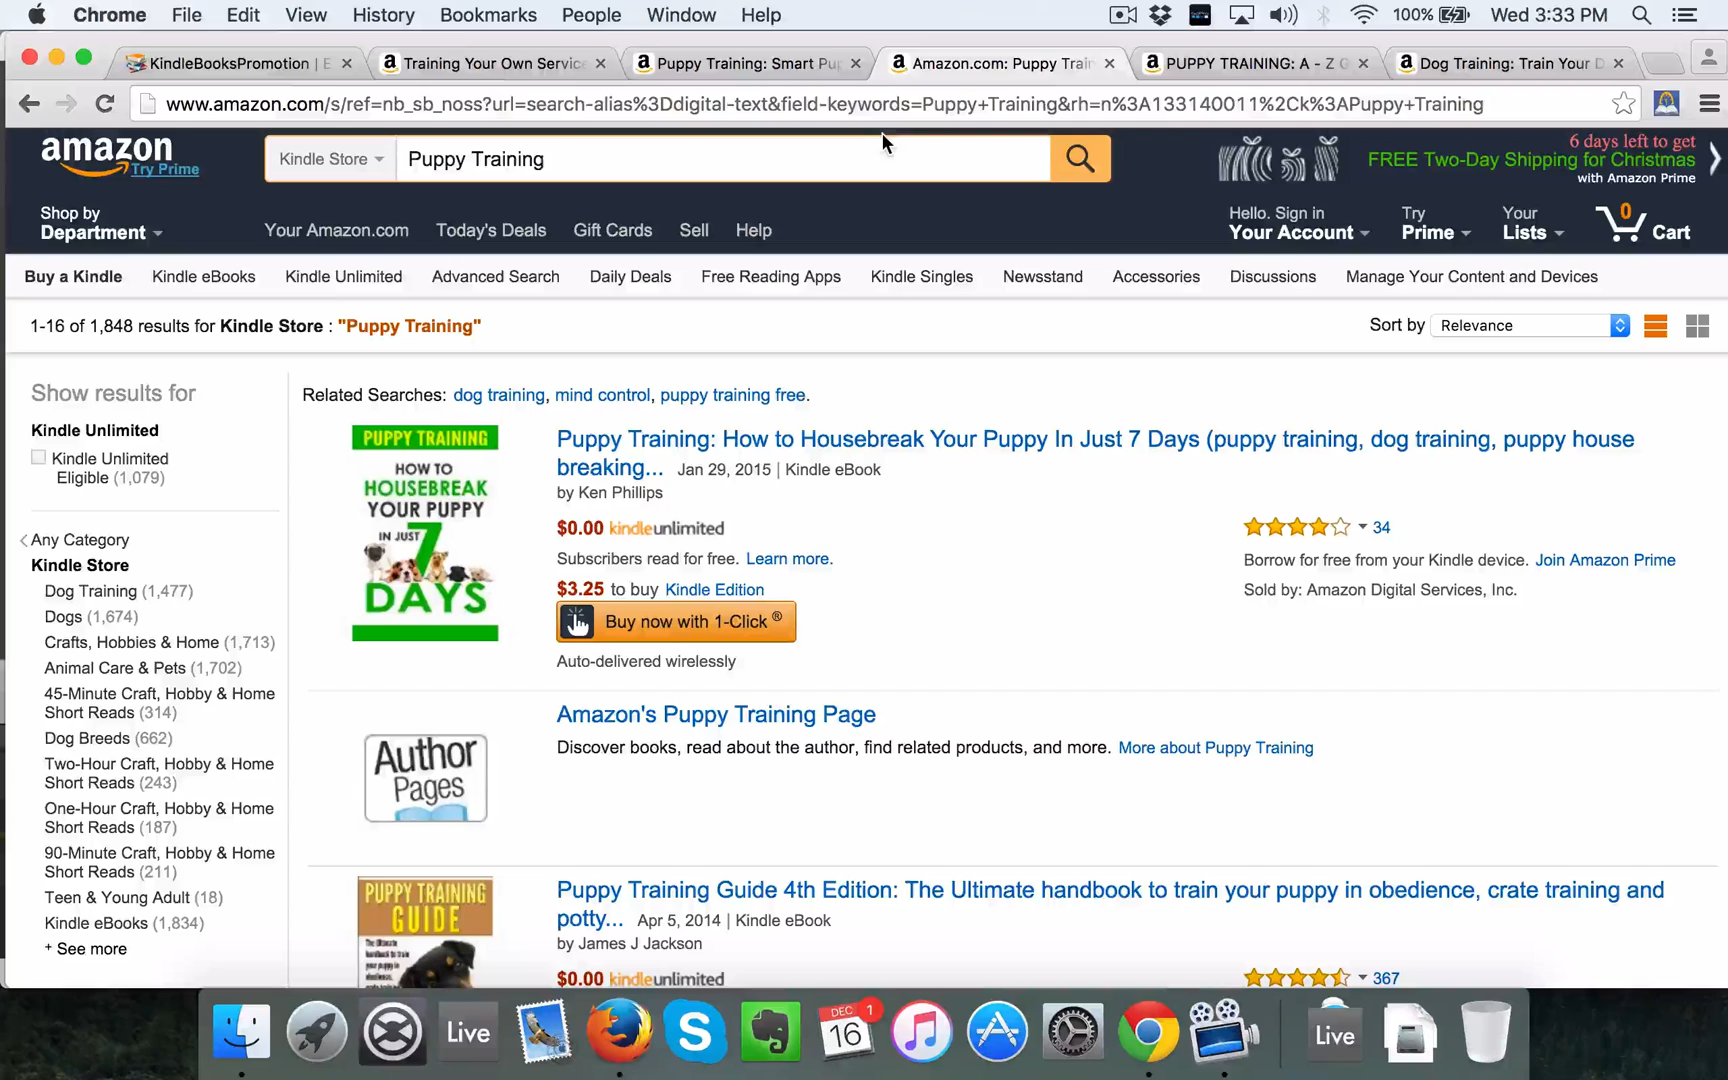 Chrome File Edit View History Bookmarks People Window Help 100% Wed 3:33 PM
KindleBooksPromotion | E Training Your Own Service Puppy Training: Smart Pup Amazon.com: Puppy Train PUPPY TRAINING: A - Z G Dog Training: Train Your D
www.amazon.com/s/ref=nb_sb_noss?url=search-alias%3Ddigital-text&field-keywords=Puppy+Training&rh=n%3A133140011%2Ck%3APuppy+Training
amazon
Try Prime
Kindle Store Puppy Training
6 days left to get
FREE Two-Day Shipping for Christmas
with Amazon Prime
Shop by
Department
Your Amazon.com Today's Deals Gift Cards Sell Help
Hello. Sign in
Your Account
Try
Prime
Your
Lists
0
Cart
Buy a Kindle Kindle eBooks Kindle Unlimited Advanced Search Daily Deals Free Reading Apps Kindle Singles Newsstand Accessories Discussions Manage Your Content and Devices
1-16 of 1,848 results for Kindle Store : "Puppy Training"
Sort by Relevance
Show results for
Kindle Unlimited
Kindle Unlimited
Eligible (1,079)
Any Category
Kindle Store
Dog Training (1,477)
Dogs (1,674)
Crafts, Hobbies & Home (1,713)
Animal Care & Pets (1,702)
45-Minute Craft, Hobby & Home
Short Reads (314)
Dog Breeds (662)
Two-Hour Craft, Hobby & Home
Short Reads (243)
One-Hour Craft, Hobby & Home
Short Reads (187)
90-Minute Craft, Hobby & Home
Short Reads (211)
Teen & Young Adult (18)
Kindle eBooks (1,834)
+ See more
Related Searches: dog training, mind control, puppy training free.
PUPPY TRAINING
HOW TO
HOUSEBREAK
YOUR PUPPY
IN JUST
7
DAYS
Puppy Training: How to Housebreak Your Puppy In Just 7 Days (puppy training, dog training, puppy house
breaking... Jan 29, 2015 | Kindle eBook
by Ken Phillips
$0.00 kindleunlimited
Subscribers read for free. Learn more.
$3.25 to buy Kindle Edition
Buy now with 1-Click ®
Auto-delivered wirelessly
34
Borrow for free from your Kindle device. Join Amazon Prime
Sold by: Amazon Digital Services, Inc.
Author
Pages
Amazon's Puppy Training Page
Discover books, read about the author, find related products, and more. More about Puppy Training
PUPPY TRAINING
GUIDE
The Ultimate
handbook to train
your puppy in
Puppy Training Guide 4th Edition: The Ultimate handbook to train your puppy in obedience, crate training and
potty... Apr 5, 2014 | Kindle eBook
by James J Jackson
$0.00 kindleunlimited
367
Live
DEC
16
1
Live